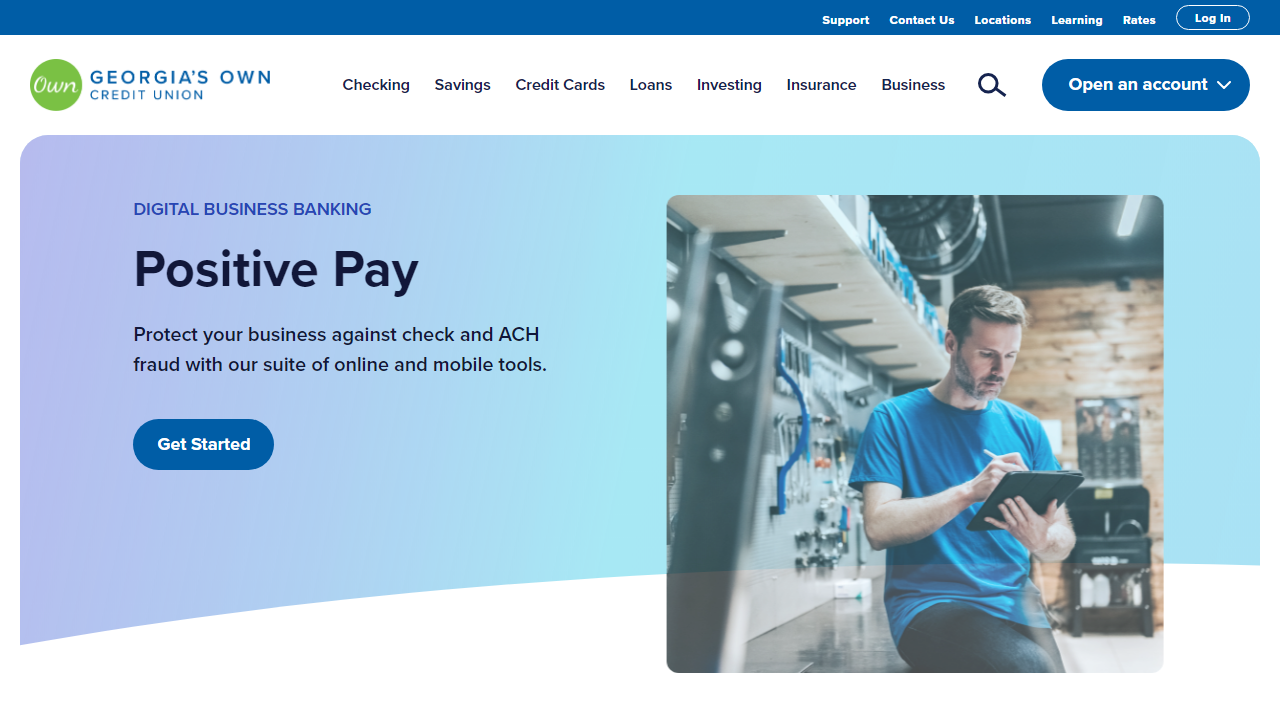 Support Contact Us Locations Learning Rates Log In
Own GEORGIA'S OWN
CREDIT UNION
Checking Savings Credit Cards Loans Investing Insurance Business Open an account
DIGITAL BUSINESS BANKING
Positive Pay
Protect your business against check and ACH
fraud with our suite of online and mobile tools.
Get Started